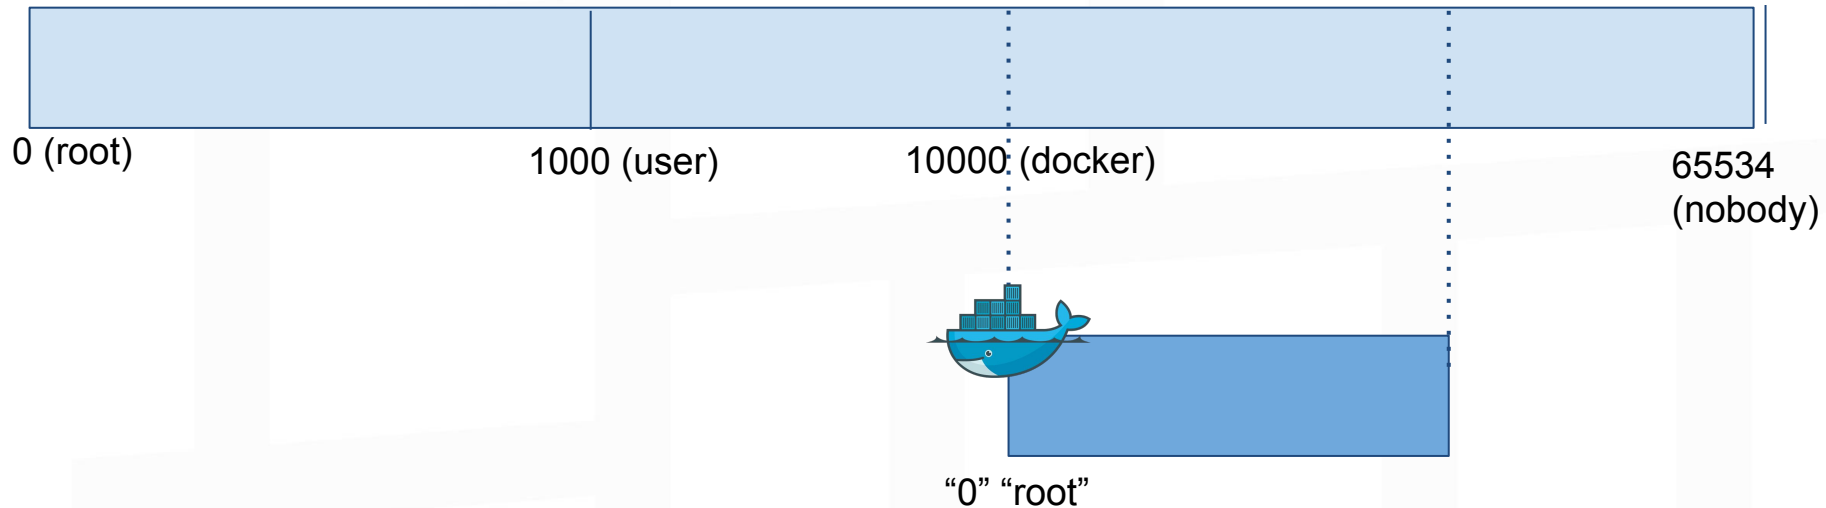 0 (root)
1000 (user)
10000 (docker)
65534
(nobody)
“0” “root”